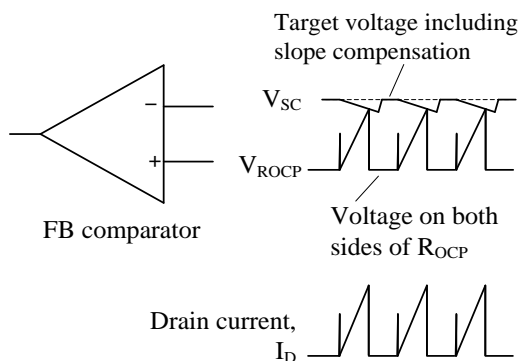 Target voltage including
slope compensation
V_SC
−
+
V_ROCP
FB comparator
Voltage on both
sides of R_OCP
Drain current,
I_D